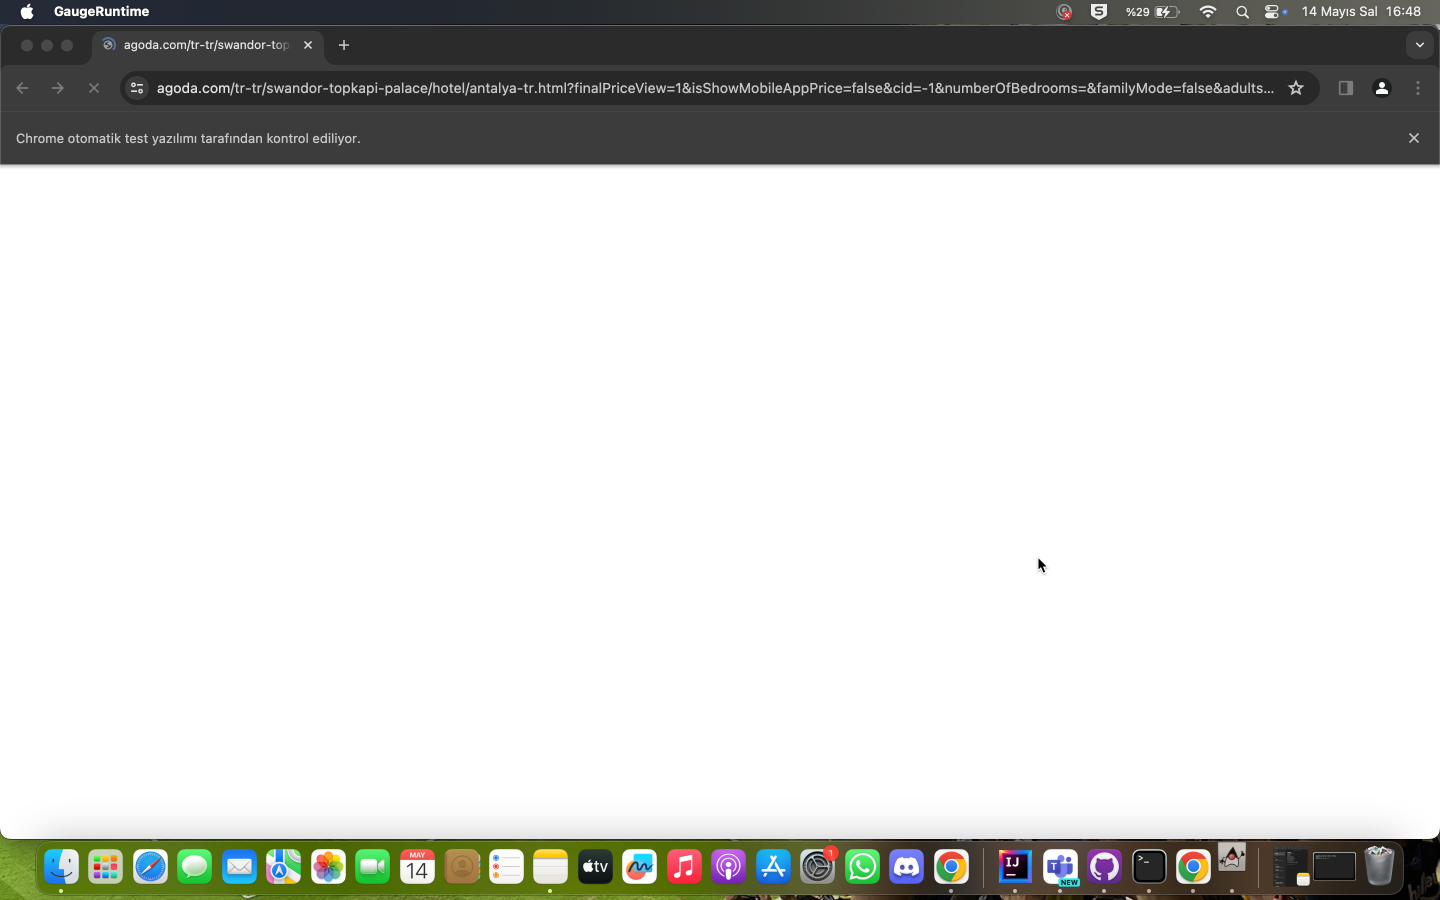 GaugeRuntime
%29
14 Mayıs Sal 16:48
agoda.com/tr-tr/swandor-top
agoda.com/tr-tr/swandor-topkapi-palace/hotel/antalya-tr.html?finalPriceView=1&isShowMobileAppPrice=false&cid=-1&numberOfBedrooms=&familyMode=false&adults...
Chrome otomatik test yazılımı tarafından kontrol ediliyor.
MAY
14
tv
1
IJ
NEW